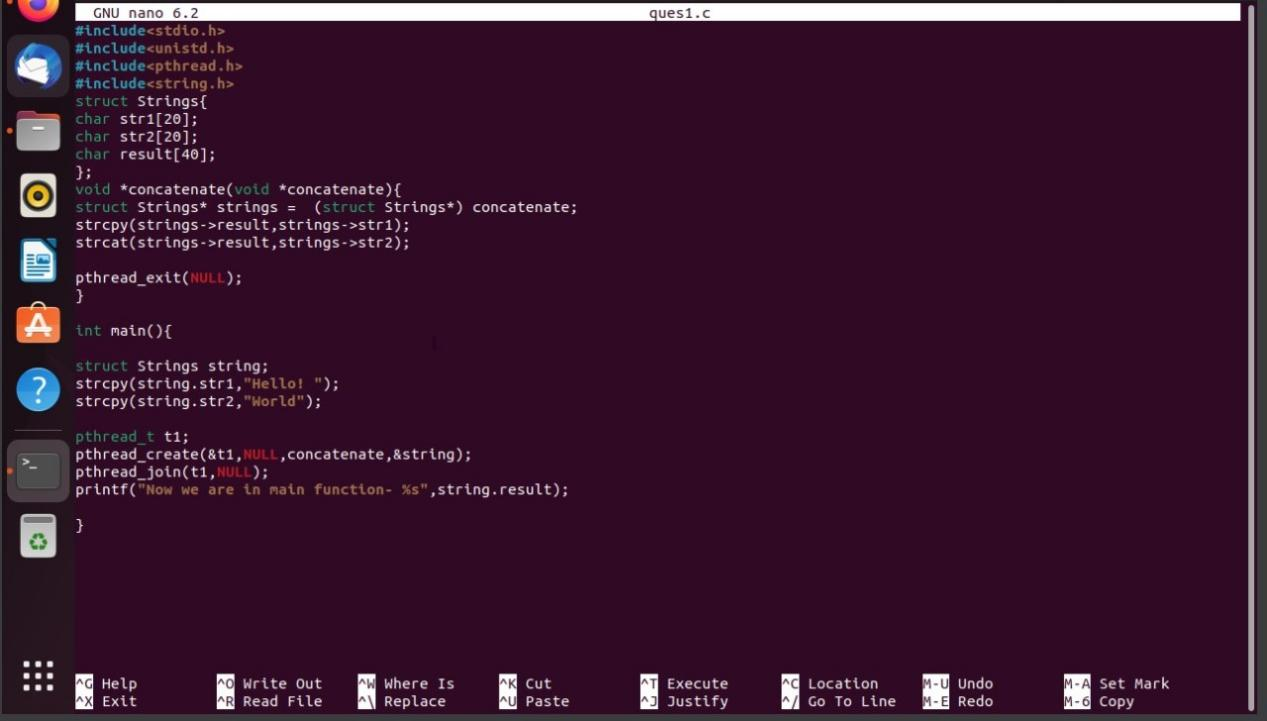 GNU nano 6.2 ques1.c
#include<stdio.h>
#include<unistd.h>
#include<pthread.h>
#include<string.h>
struct Strings{
char str1[20];
char str2[20];
char result[40];
};
void *concatenate(void *concatenate){
struct Strings* strings =  (struct Strings*) concatenate;
strcpy(strings->result,strings->str1);
strcat(strings->result,strings->str2);
pthread_exit(NULL);
}
int main(){
struct Strings string;
strcpy(string.str1,"Hello! ");
strcpy(string.str2,"World");
pthread_t t1;
pthread_create(&t1,NULL,concatenate,&string);
pthread_join(t1,NULL);
printf("Now we are in main function- %s",string.result);
}
^G Help ^O Write Out ^W Where Is ^K Cut ^T Execute ^C Location M-U Undo M-A Set Mark
^X Exit ^R Read File ^\ Replace ^U Paste ^J Justify ^/ Go To Line M-E Redo M-6 Copy